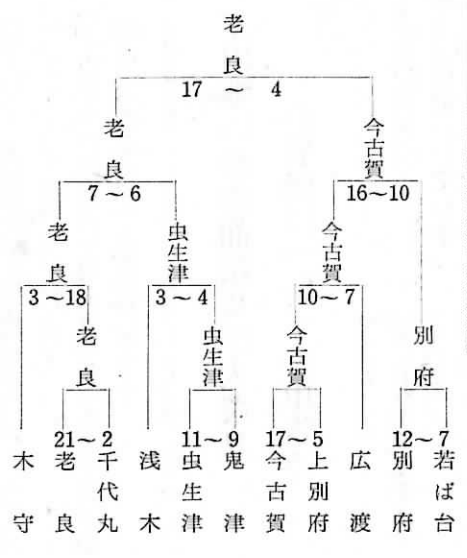 老良
17 ～ 4
老良
今古賀
7～6
16～10
老良
虫生津
今古賀
3～18
3～4
10～7
老良
虫生津
今古賀
別府
21～2
11～9
17～5
12～7
木守
老良
千代丸
浅木
虫生津
鬼津
今古賀
上別府
広渡
別府
若ば台